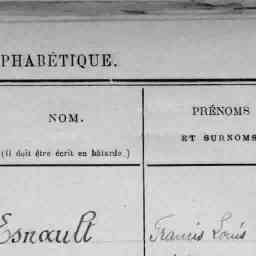 PHABÉTIQUE.
NOM.
PRÉNOMS
ET SURNOMS
(il doit être écrit en bâtarde.)
Esnault
Francis Louis